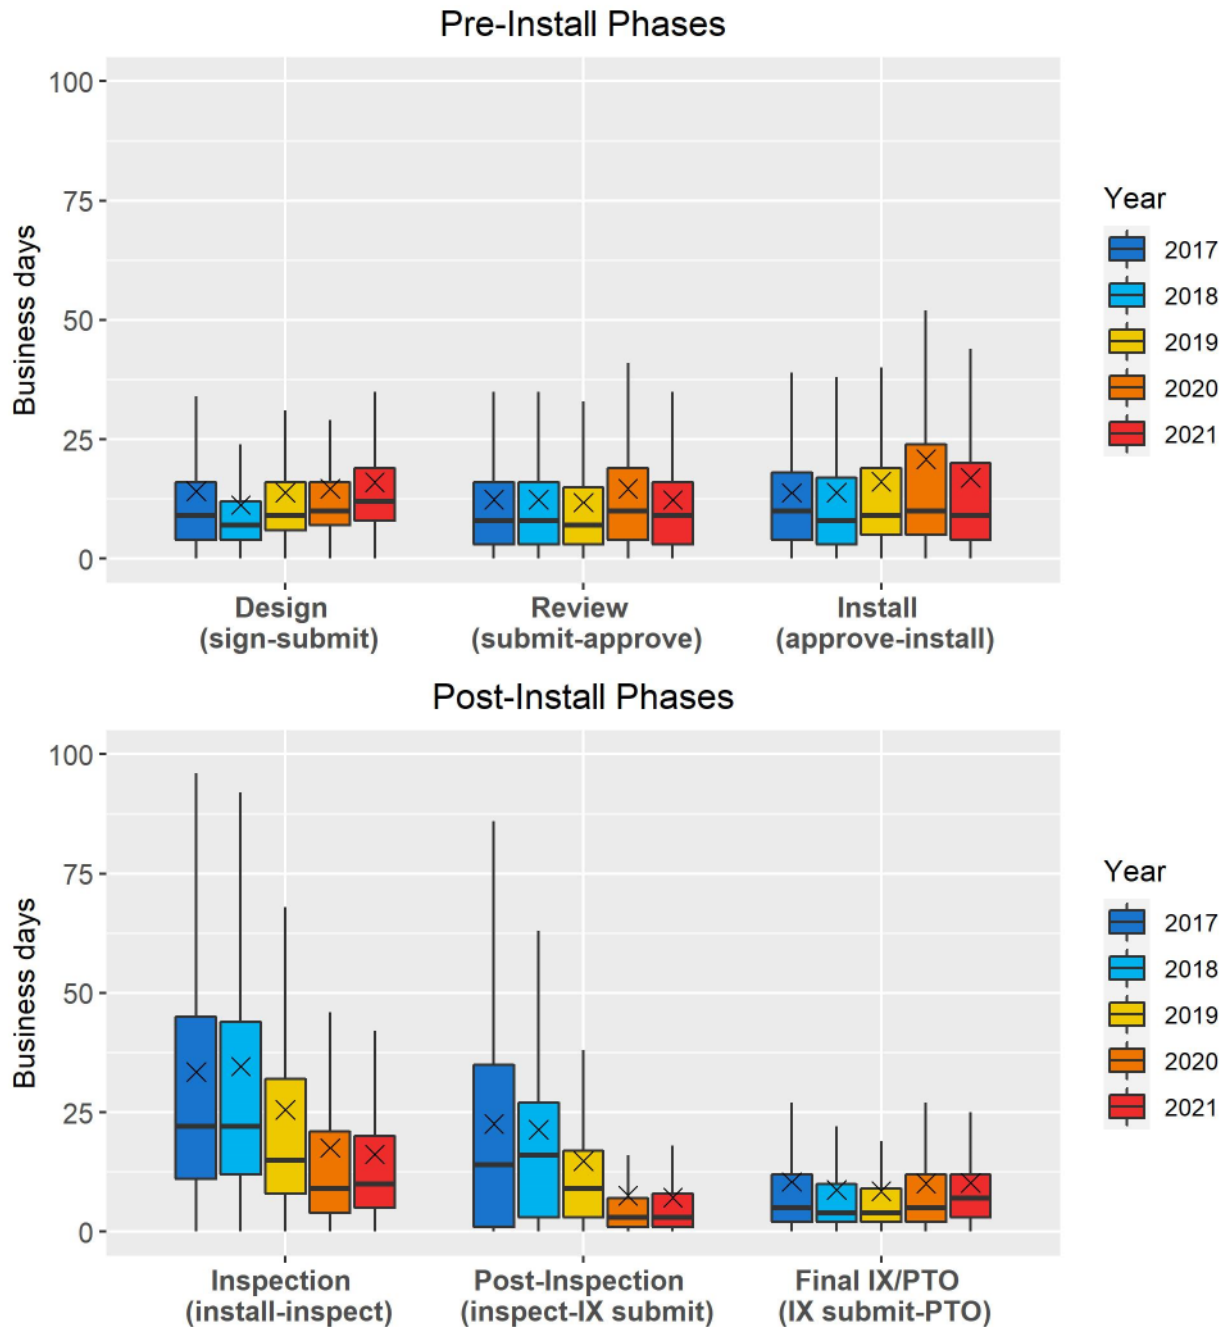 Pre-Install Phases
100
75
50
25
0
Business days
Design
(sign-submit)
Review
(submit-approve)
Install
(approve-install)
Year
2017
2018
2019
2020
2021
Post-Install Phases
100
75
50
25
0
Business days
Inspection
(install-inspect)
Post-Inspection
(inspect-IX submit)
Final IX/PTO
(IX submit-PTO)
Year
2017
2018
2019
2020
2021